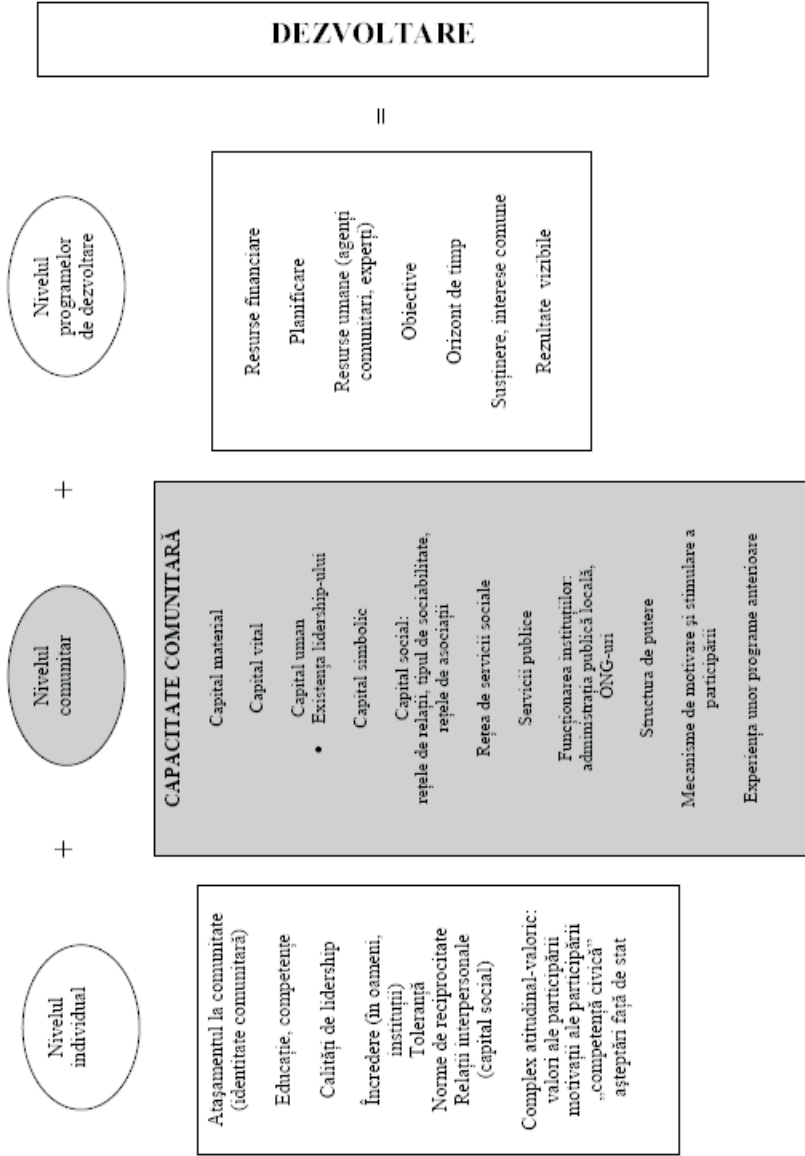 Nivelul
individual
Atașamentul la comunitate
(identitate comunitară)
Educație, competențe
Calități de lidership
Încredere (în oameni,
instituții)
Toleranță
Norme de reciprocitate
Relații interpersonale
(capital social)
Complex atitudinal-valoric:
valori ale participării
motivații ale participării
„competență civică”
așteptări față de stat
+
Nivelul
comunitar
CAPACITATE COMUNITARĂ
Capital material
Capital vital
Capital uman
• Existența lidership-ului
Capital simbolic
Capital social:
rețele de relații, tipul de sociabilitate,
rețele de asociații
Rețea de servicii sociale
Servicii publice
Funcționarea instituțiilor:
administrația publică locală,
ONG-uri
Structura de putere
Mecanisme de motivare și stimulare a
participării
Experiența unor programe anterioare
+
Nivelul
programelor
de dezvoltare
Resurse financiare
Planificare
Resurse umane (agenți
comunitari, experți)
Obiective
Orizont de timp
Susținere, interese comune
Rezultate vizibile
=
DEZVOLTARE